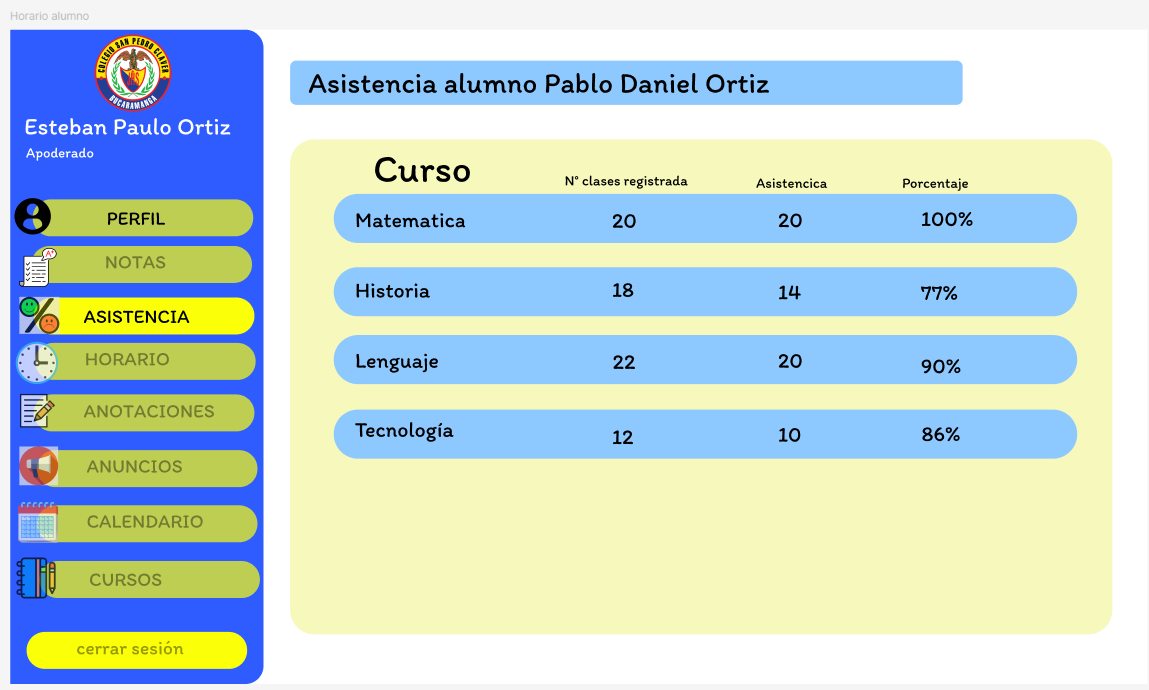 Horario alumno
COLEGIO SAN PEDRO CLAVER
BUCARAMANGA
Esteban Paulo Ortiz
Apoderado
PERFIL
A+
NOTAS
ASISTENCIA
HORARIO
ANOTACIONES
ANUNCIOS
CALENDARIO
CURSOS
cerrar sesión
Asistencia alumno Pablo Daniel Ortiz
Curso N° clases registrada Asistencica Porcentaje
Matematica 20 20 100%
Historia 18 14 77%
Lenguaje 22 20 90%
Tecnología 12 10 86%